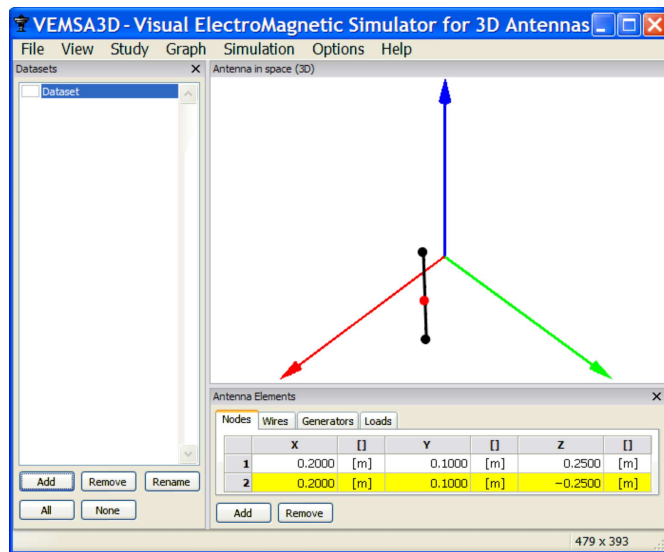 VEMSA3D - Visual ElectroMagnetic Simulator for 3D Antennas
File View Study Graph Simulation Options Help
Datasets
Antenna in space (3D)
Dataset
Antenna Elements
Nodes Wires Generators Loads
X [] Y [] Z []
1 0.2000 [m] 0.1000 [m] 0.2500 [m]
2 0.2000 [m] 0.1000 [m] −0.2500 [m]
Add Remove Rename
All None
Add Remove
479 x 393